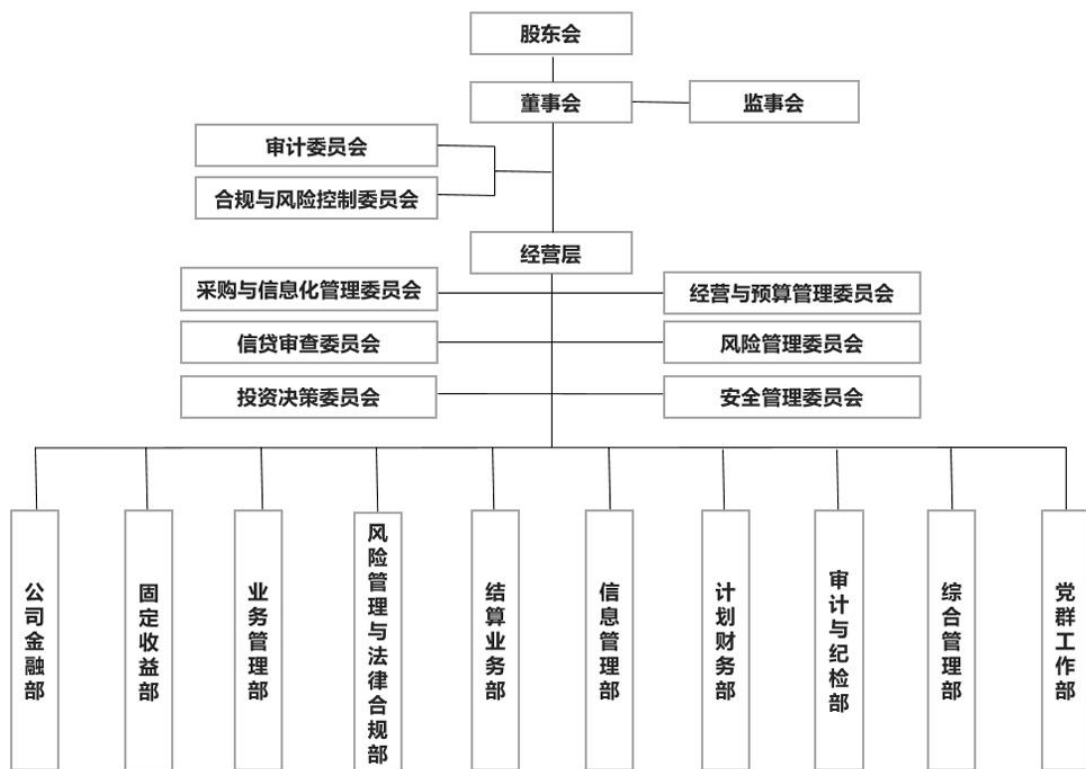 股东会
董事会
监事会
审计委员会
合规与风险控制委员会
经营层
采购与信息化管理委员会
经营与预算管理委员会
信贷审查委员会
风险管理委员会
投资决策委员会
安全管理委员会
公司金融部
固定收益部
业务管理部
风险管理与法律合规部
结算业务部
信息管理部
计划财务部
审计与纪检部
综合管理部
党群工作部